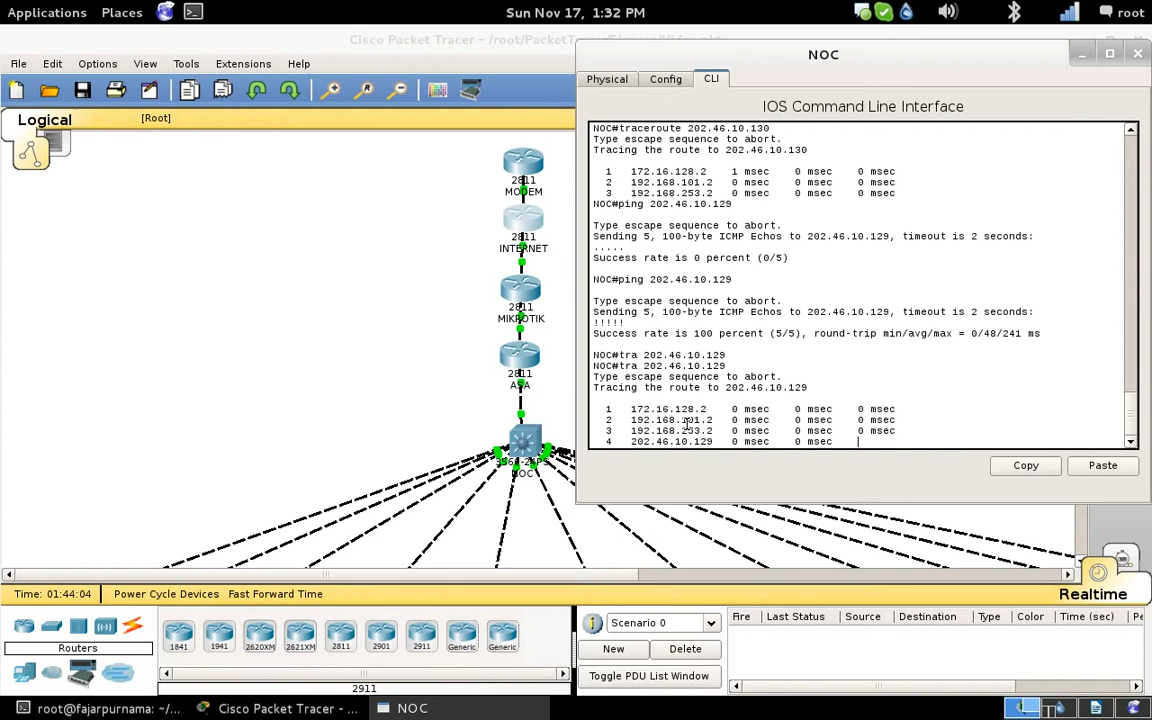 Applications Places Sun Nov 17, 1:32 PM root
Cisco Packet Tracer - /root/PacketTracer
File Edit Options View Tools Extensions Help
Logical [Root]
2811
MODEM
2811
INTERNET
2811
MIKROTIK
2811
ASA
NOC
NOC
Physical Config CLI
IOS Command Line Interface
NOC#traceroute 202.46.10.130
Type escape sequence to abort.
Tracing the route to 202.46.10.130
1 172.16.128.2 1 msec 0 msec 0 msec
2 192.168.101.2 0 msec 0 msec 0 msec
3 192.168.253.2 0 msec 0 msec 0 msec
NOC#ping 202.46.10.129
Type escape sequence to abort.
Sending 5, 100-byte ICMP Echos to 202.46.10.129, timeout is 2 seconds:
.....
Success rate is 0 percent (0/5)
NOC#ping 202.46.10.129
Type escape sequence to abort.
Sending 5, 100-byte ICMP Echos to 202.46.10.129, timeout is 2 seconds:
!!!!!
Success rate is 100 percent (5/5), round-trip min/avg/max = 0/48/241 ms
NOC#tra 202.46.10.129
NOC#tra 202.46.10.129
Type escape sequence to abort.
Tracing the route to 202.46.10.129
1 172.16.128.2 0 msec 0 msec 0 msec
2 192.168.101.2 0 msec 0 msec 0 msec
3 192.168.253.2 0 msec 0 msec 0 msec
4 202.46.10.129 0 msec 0 msec
Copy Paste
Realtime
Time: 01:44:04 Power Cycle Devices Fast Forward Time
Routers
1841 1941 2620XM 2621XM 2811 2901 2911 Generic Generic
2911
Scenario 0
New Delete
Toggle PDU List Window
Fire Last Status Source Destination Type Color Time (sec) Pe
root@fajarpurnama: ~/... Cisco Packet Tracer - ... NOC